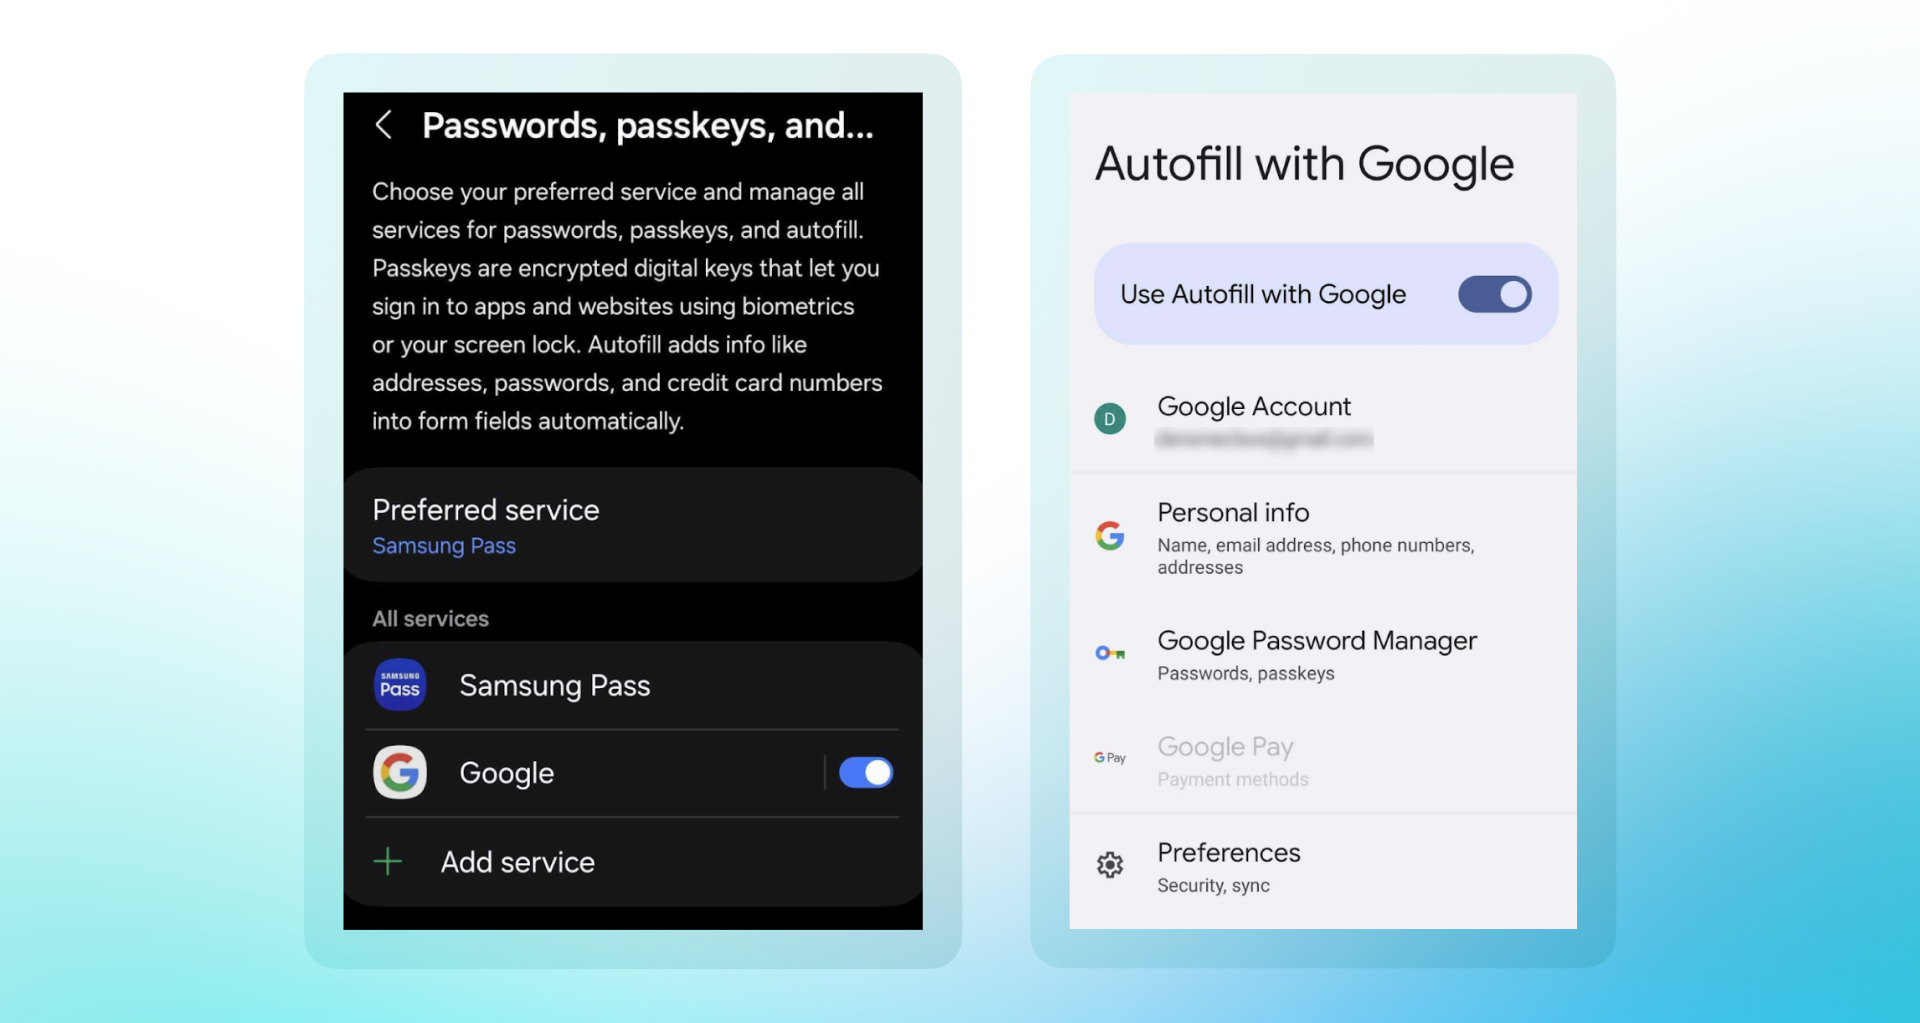 Passwords, passkeys, and...
Choose your preferred service and manage all
services for passwords, passkeys, and autofill.
Passkeys are encrypted digital keys that let you
sign in to apps and websites using biometrics
or your screen lock. Autofill adds info like
addresses, passwords, and credit card numbers
into form fields automatically.
Preferred service
Samsung Pass
All services
SAMSUNG
Pass
Samsung Pass
Google
Add service
Autofill with Google
Use Autofill with Google
D
Google Account
Personal info
Name, email address, phone numbers,
addresses
Google Password Manager
Passwords, passkeys
G Pay
Google Pay
Payment methods
Preferences
Security, sync